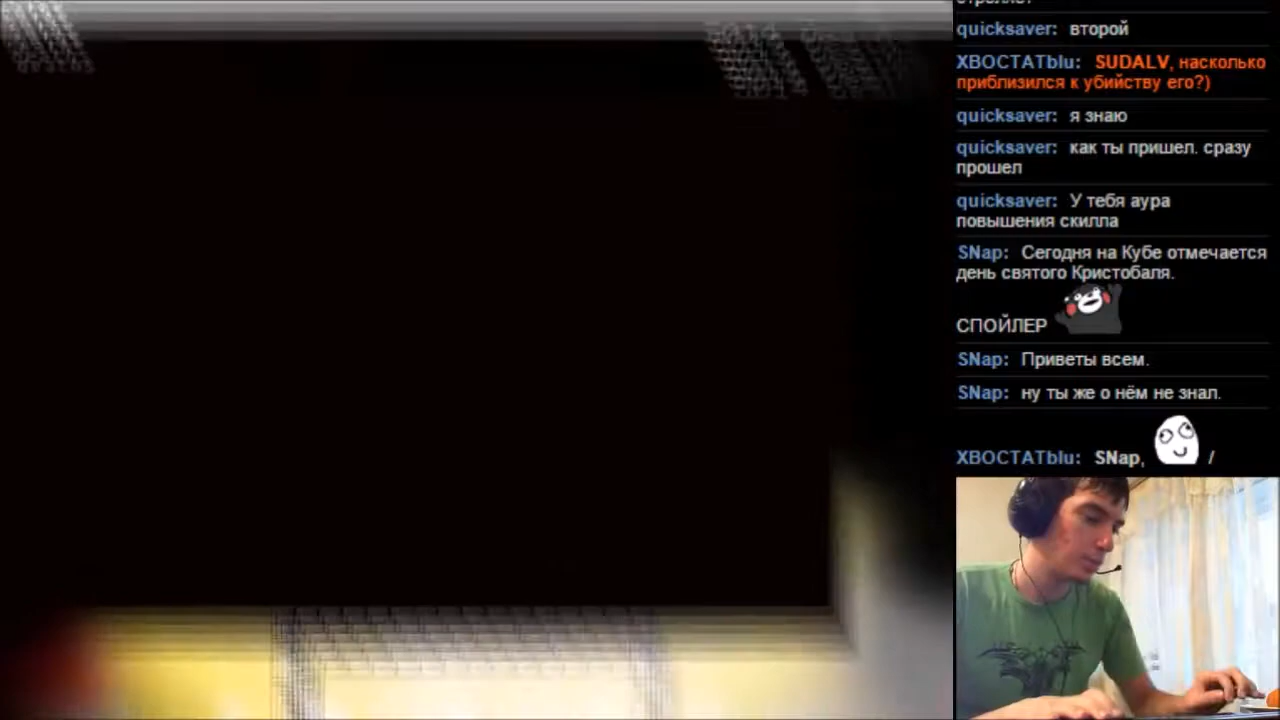 quicksaver: второй
XBOCTATblu: SUDALV, насколько
приблизился к убийству его?)
quicksaver: я знаю
quicksaver: как ты пришел. сразу
прошел
quicksaver: У тебя аура
повышения скилла
SNap: Сегодня на Кубе отмечается
день святого Кристобаля.
СПОЙЛЕР
SNap: Приветы всем.
SNap: ну ты же о нём не знал.
XBOCTATblu: SNap, /